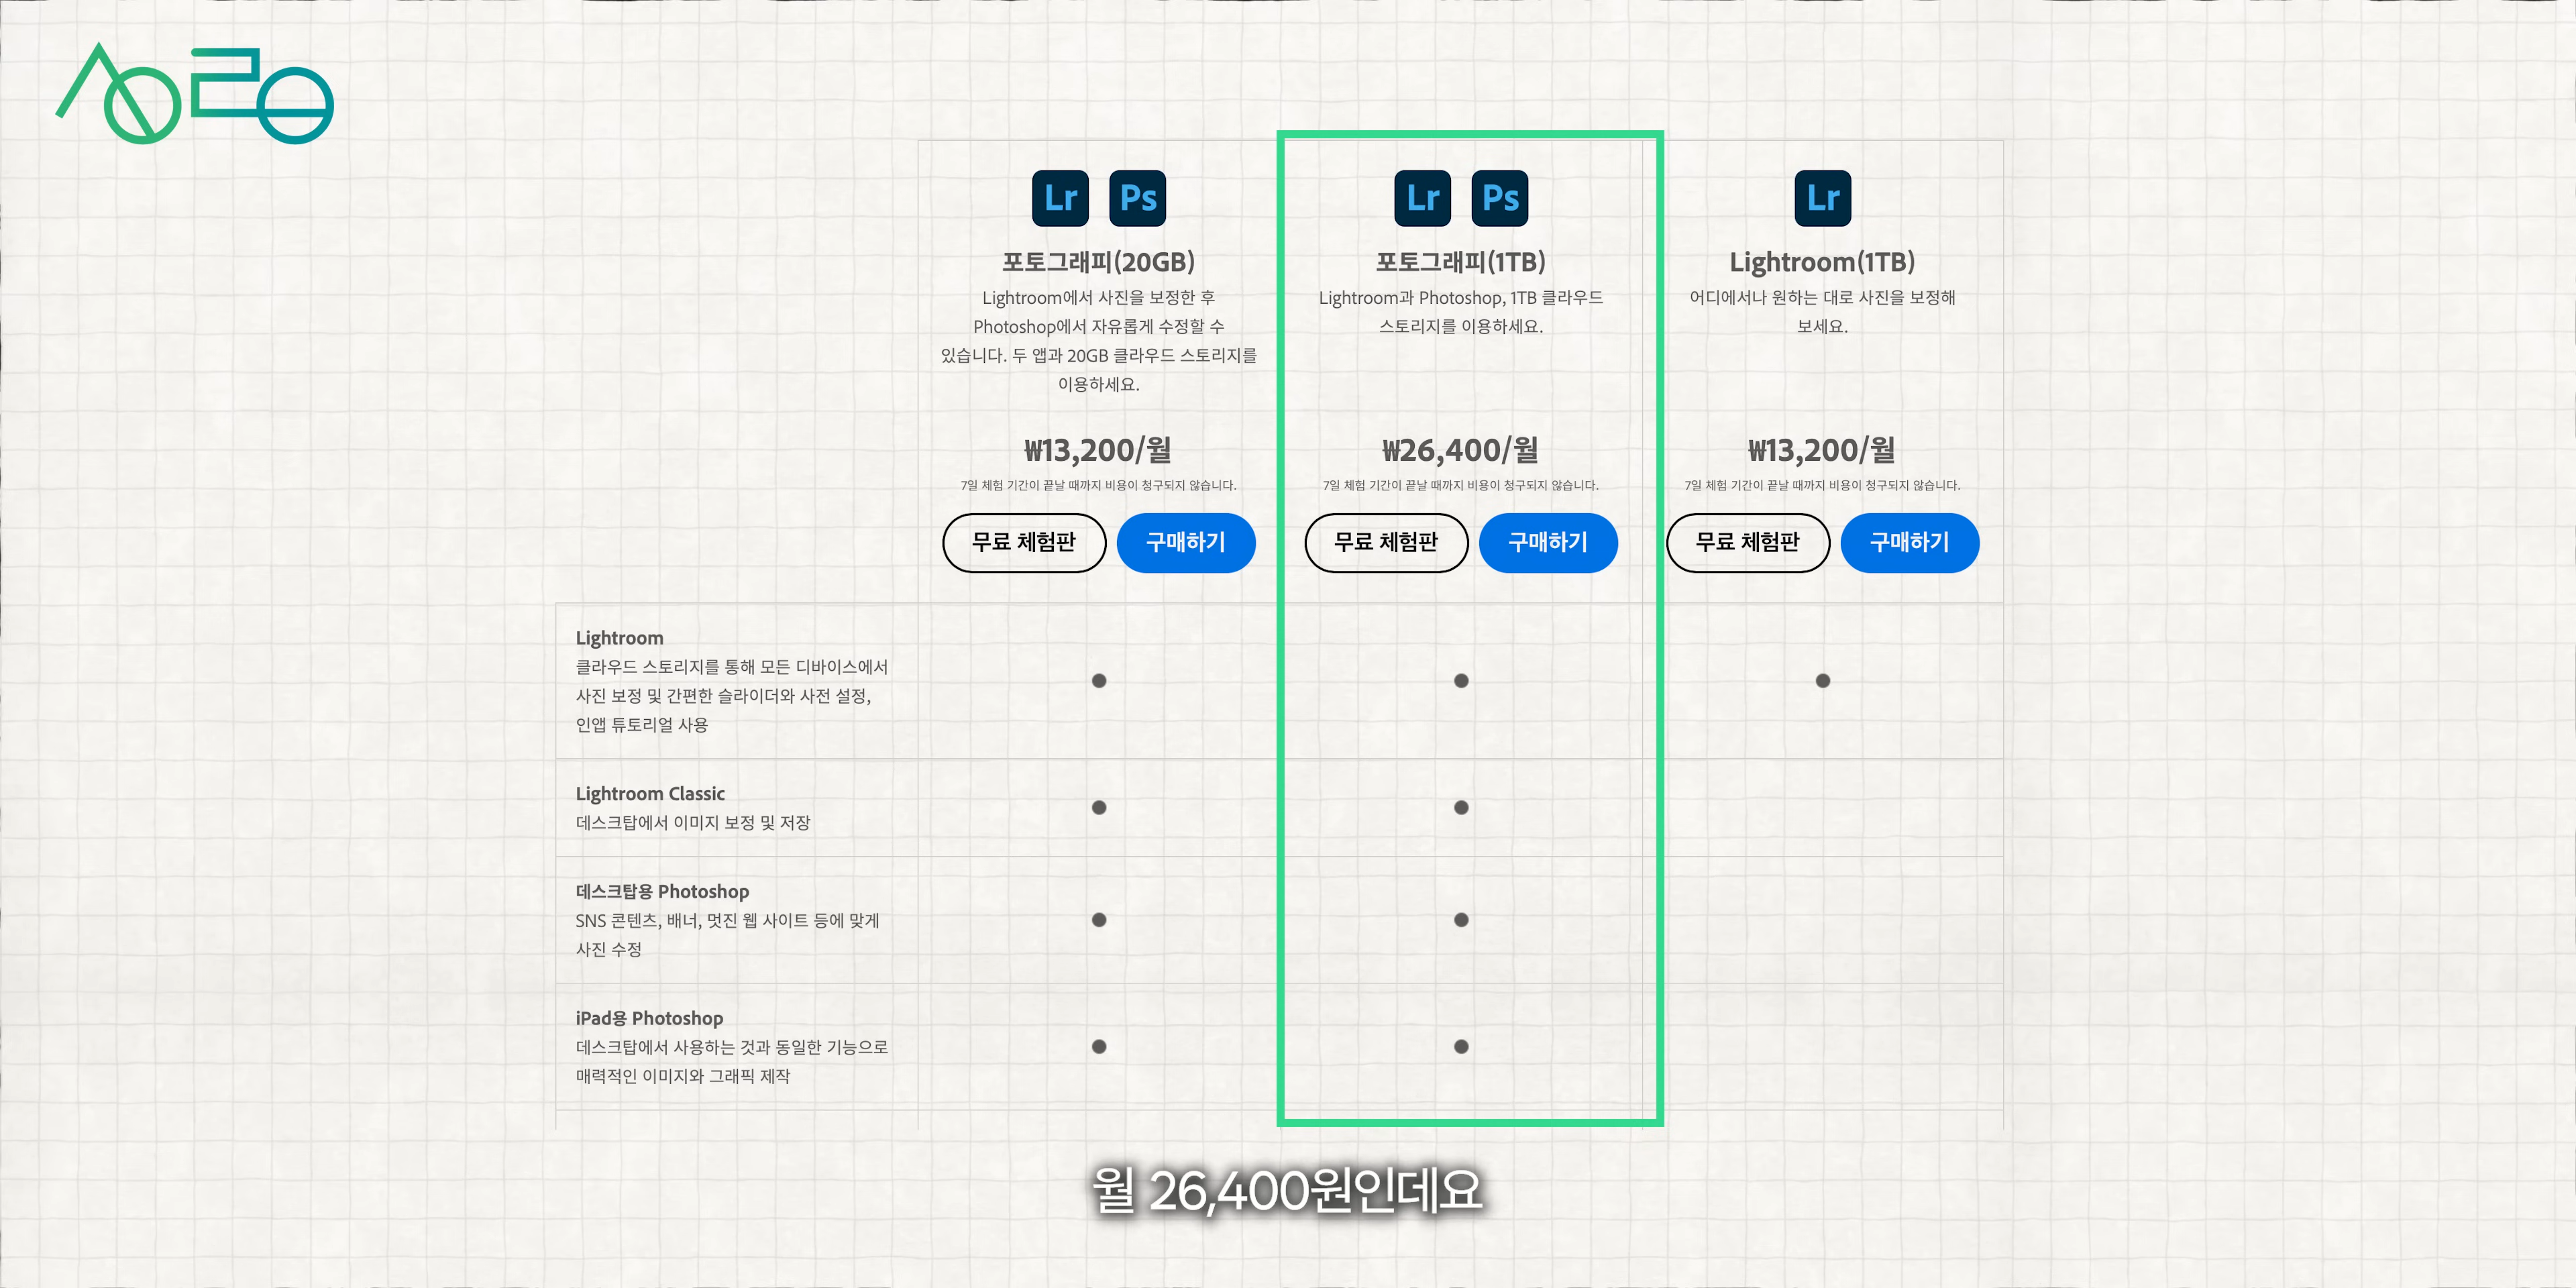 Lr Ps
포토그래피(20GB)
Lightroom에서 사진을 보정한 후
Photoshop에서 자유롭게 수정할 수
있습니다. 두 앱과 20GB 클라우드 스토리지를
이용하세요.
₩13,200/월
7일 체험 기간이 끝날 때까지 비용이 청구되지 않습니다.
무료 체험판 구매하기
Lr Ps
포토그래피(1TB)
Lightroom과 Photoshop, 1TB 클라우드
스토리지를 이용하세요.
₩26,400/월
7일 체험 기간이 끝날 때까지 비용이 청구되지 않습니다.
무료 체험판 구매하기
Lr
Lightroom(1TB)
어디에서나 원하는 대로 사진을 보정해
보세요.
₩13,200/월
7일 체험 기간이 끝날 때까지 비용이 청구되지 않습니다.
무료 체험판 구매하기
Lightroom
클라우드 스토리지를 통해 모든 디바이스에서
사진 보정 및 간편한 슬라이더와 사전 설정,
인앱 튜토리얼 사용
Lightroom Classic
데스크탑에서 이미지 보정 및 저장
데스크탑용 Photoshop
SNS 콘텐츠, 배너, 멋진 웹 사이트 등에 맞게
사진 수정
iPad용 Photoshop
데스크탑에서 사용하는 것과 동일한 기능으로
매력적인 이미지와 그래픽 제작
월 26,400원인데요